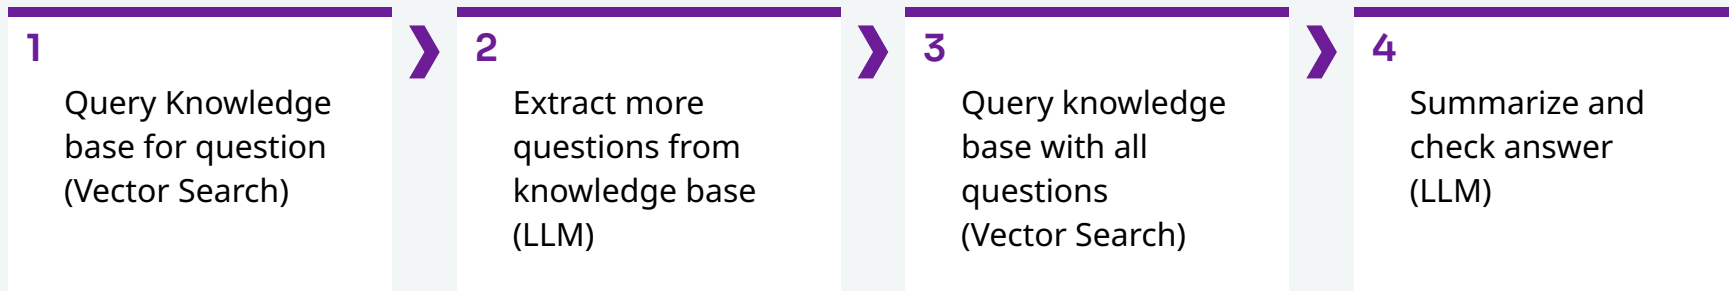 1
Query Knowledge
base for question
(Vector Search)
2
Extract more
questions from
knowledge base
(LLM)
3
Query knowledge
base with all
questions
(Vector Search)
4
Summarize and
check answer
(LLM)